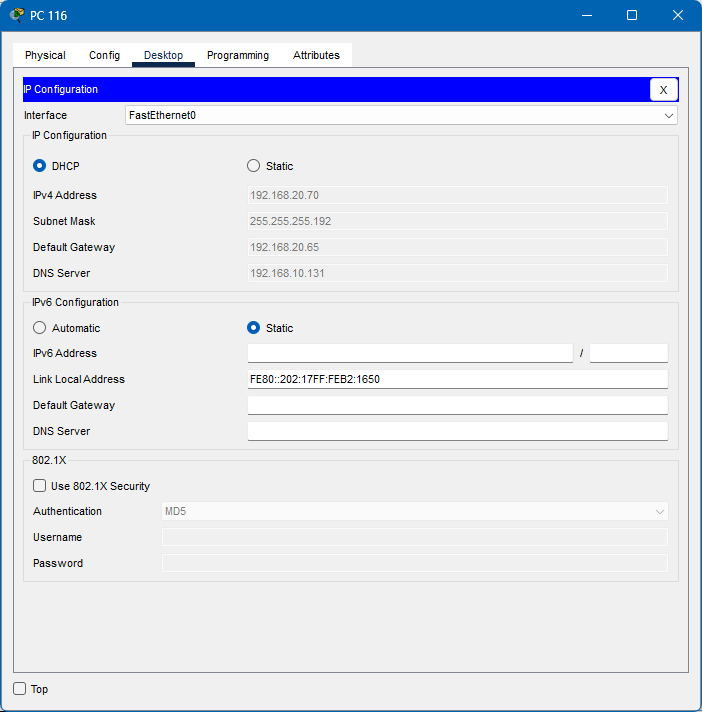 PC 116
Physical Config Desktop Programming Attributes
IP Configuration X
Interface FastEthernet0
IP Configuration
DHCP Static
IPv4 Address 192.168.20.70
Subnet Mask 255.255.255.192
Default Gateway 192.168.20.65
DNS Server 192.168.10.131
IPv6 Configuration
Automatic Static
IPv6 Address /
Link Local Address FE80::202:17FF:FEB2:1650
Default Gateway
DNS Server
802.1X
Use 802.1X Security
Authentication MD5
Username
Password
Top